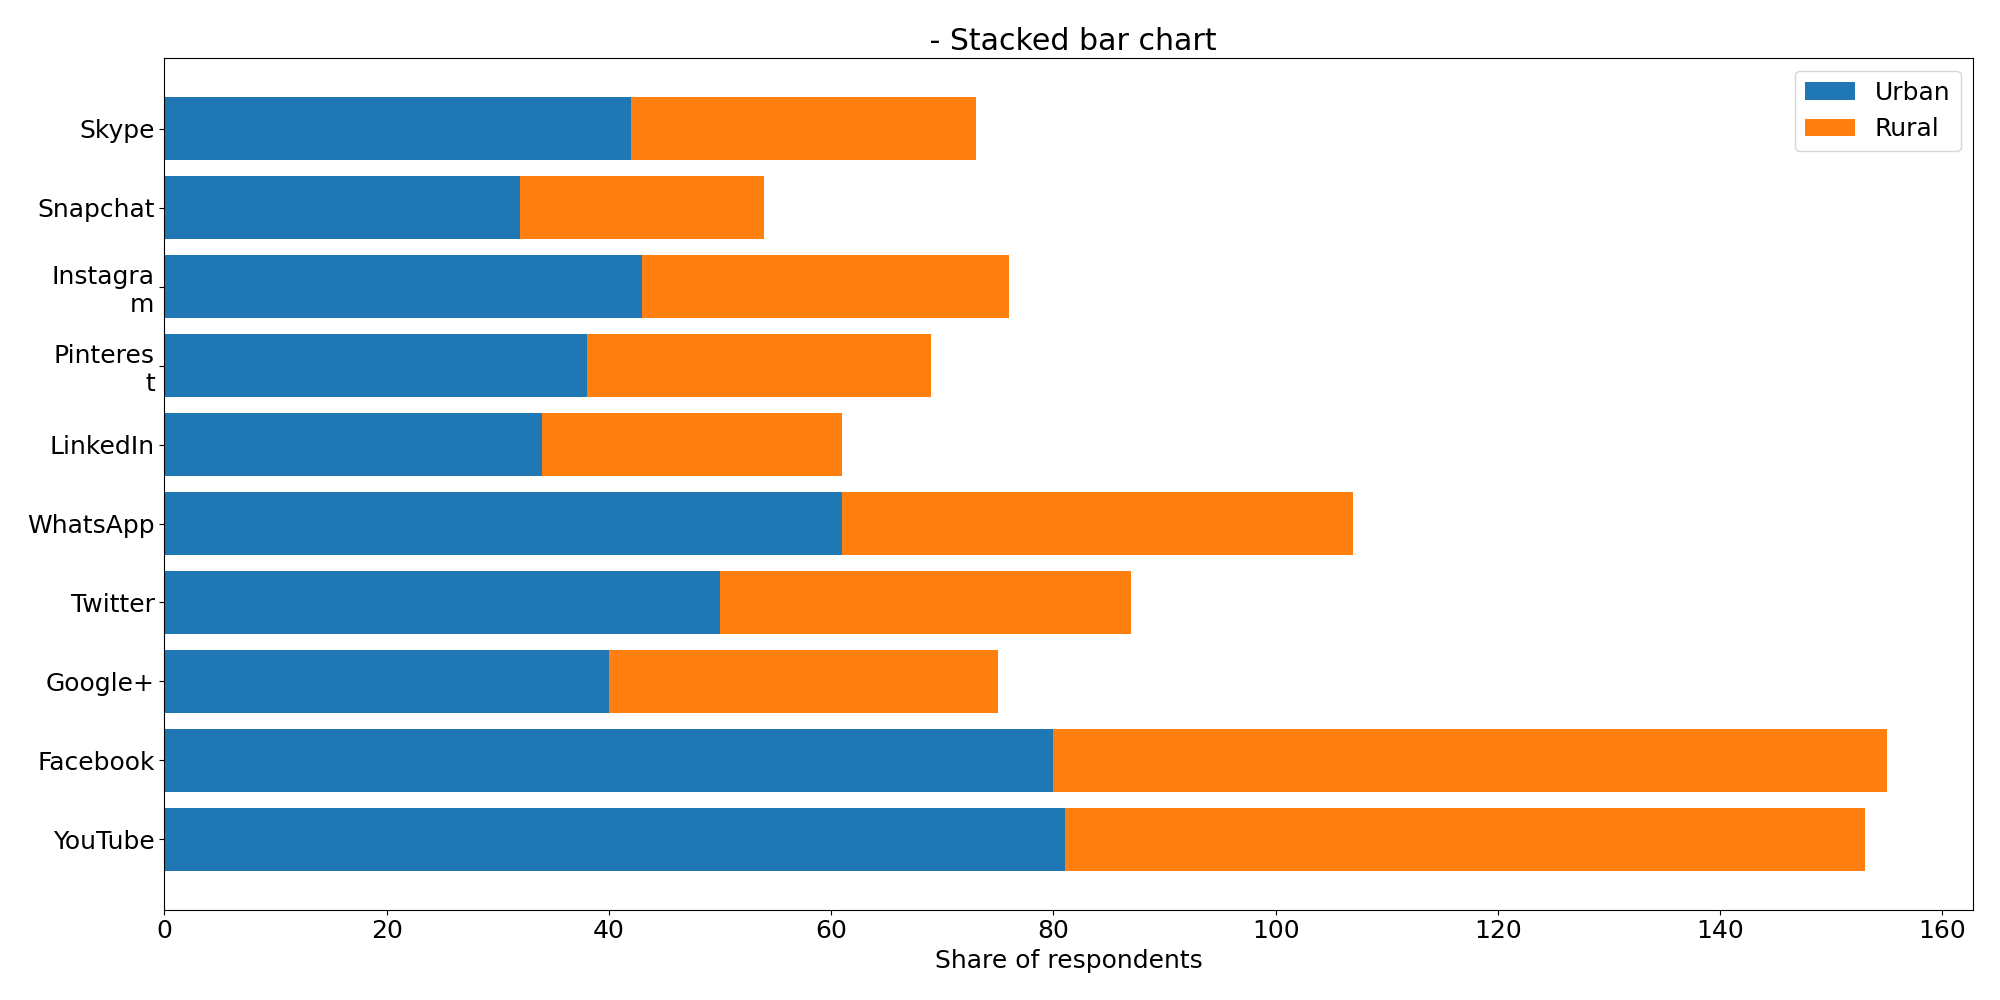 - Stacked bar chart
Urban
Rural
Skype
Snapchat
Instagra
m
Pinteres
t
LinkedIn
WhatsApp
Twitter
Google+
Facebook
YouTube
0 20 40 60 80 100 120 140 160
Share of respondents